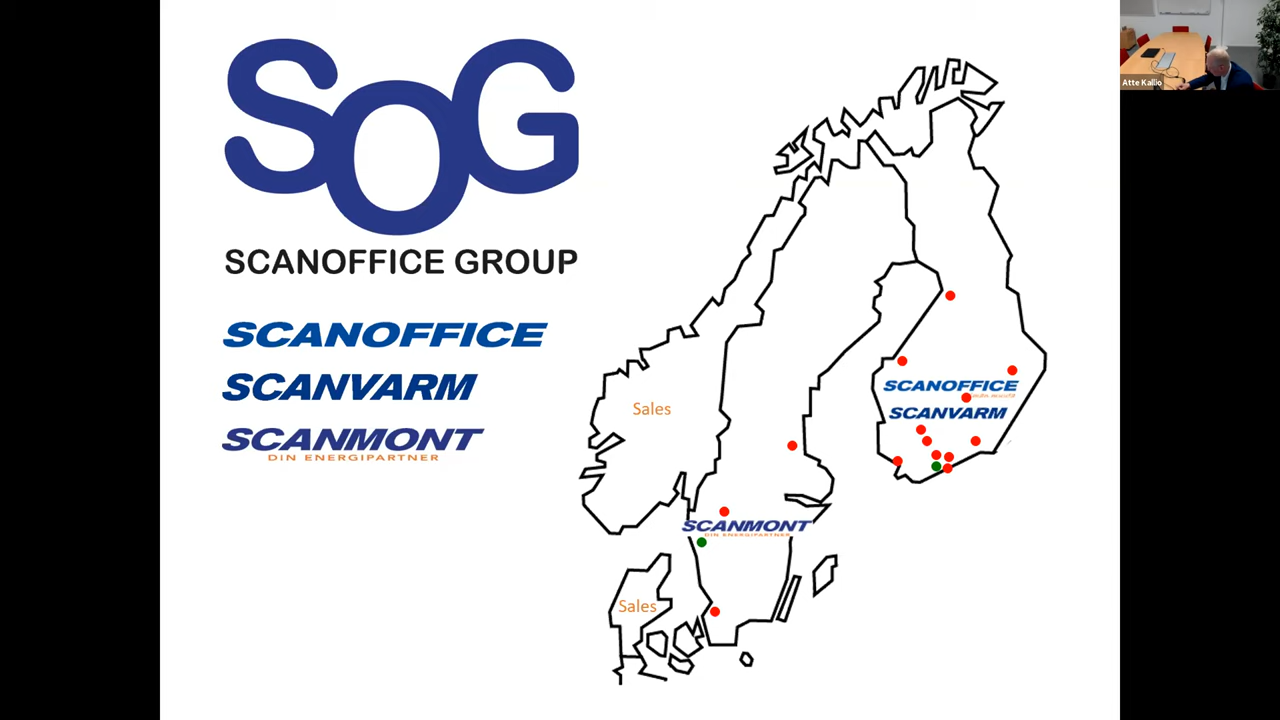 SOG
SCANOFFICE GROUP
SCANOFFICE
SCANVARM
SCANMONT
DIN ENERGIPARTNER
Sales
SCANOFFICE
SCANVARM
SCANMONT
DIN ENERGIPARTNER
Sales
Atte Kallio